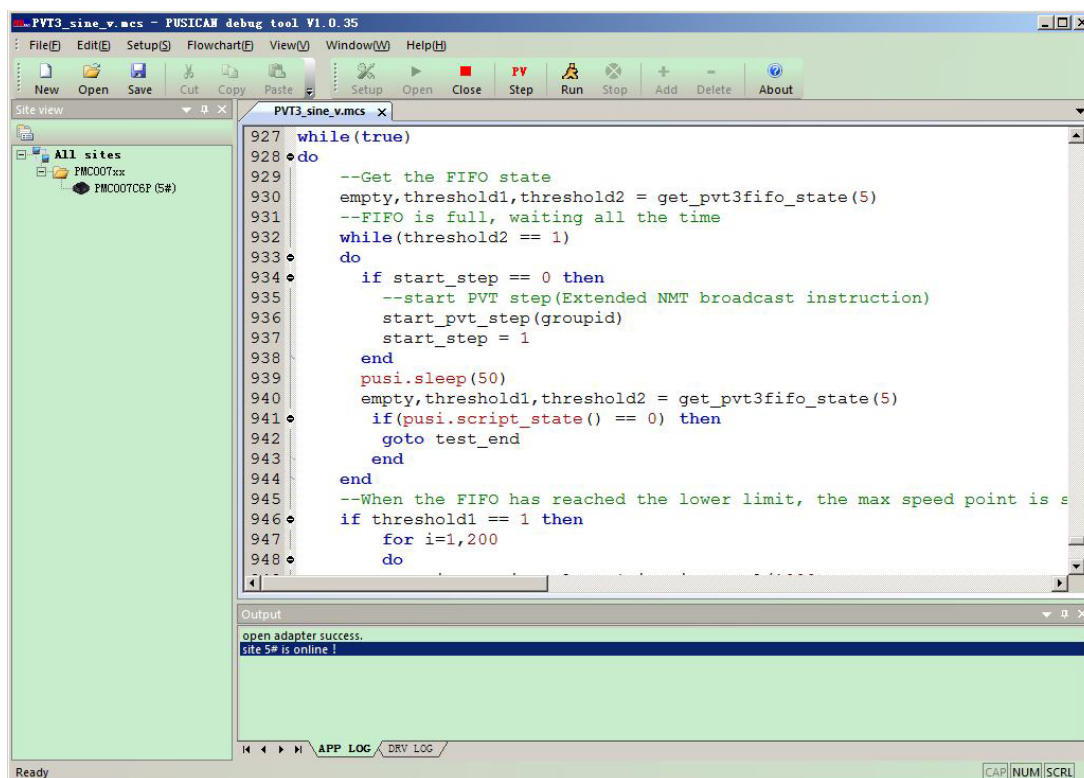 PVT3_sine_v.mcs - PUSICAN debug tool V1.0.35
File(F) Edit(E) Setup(S) Flowchart(F) View(V) Window(W) Help(H)
New Open Save Cut Copy Paste Setup Open Close PV Step Run Stop Add Delete About
Site view
PVT3_sine_v.mcs x
All sites
PMC007xx
PMC007C6P (5#)
927 while(true)
928 do
929 --Get the FIFO state
930 empty,threshold1,threshold2 = get_pvt3fifo_state(5)
931 --FIFO is full, waiting all the time
932 while(threshold2 == 1)
933 do
934 if start_step == 0 then
935 --start PVT step(Extended NMT broadcast instruction)
936 start_pvt_step(groupid)
937 start_step = 1
938 end
939 pusi.sleep(50)
940 empty,threshold1,threshold2 = get_pvt3fifo_state(5)
941 if(pusi.script_state() == 0) then
942 goto test_end
943 end
944 end
945 --When the FIFO has reached the lower limit, the max speed point is s
946 if threshold1 == 1 then
947 for i=1,200
948 do
Output
open adapter success.
site 5# is online !
APP LOG DRV LOG
Ready
CAP NUM SCRL